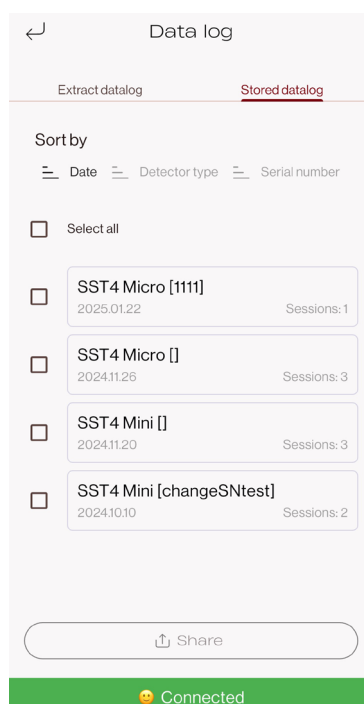 Data log
Extract datalog Stored datalog
Sort by
Date Detector type Serial number
Select all
SST4 Micro [1111]
2025.01.22 Sessions: 1
SST4 Micro []
2024.11.26 Sessions: 3
SST4 Mini []
2024.11.20 Sessions: 3
SST4 Mini [changeSNtest]
2024.10.10 Sessions: 2
Share
🙂 Connected